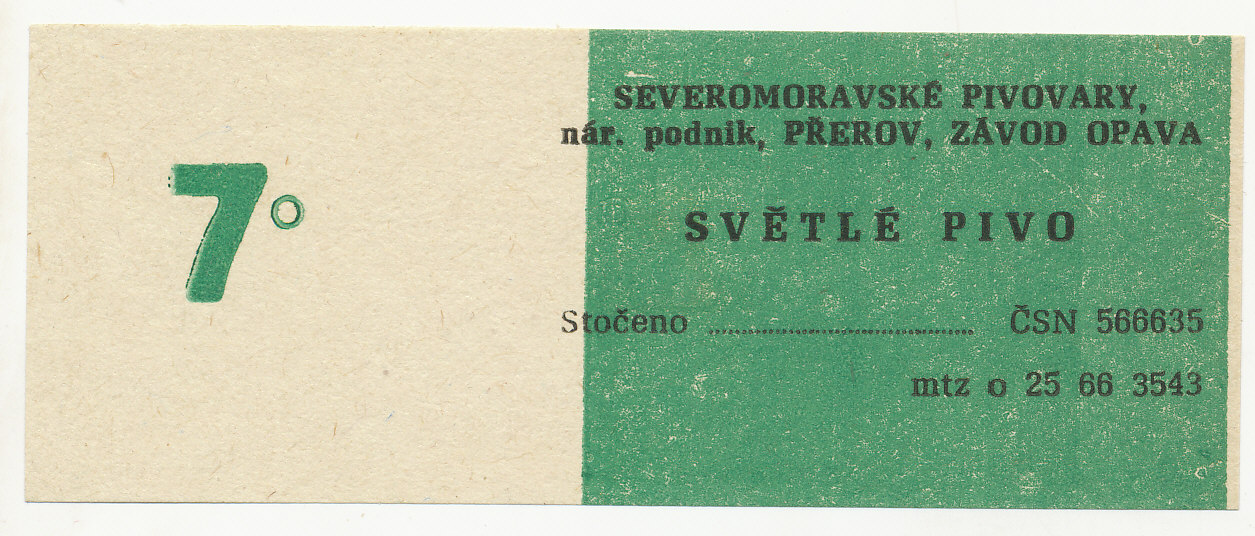 7°
SEVEROMORAVSKÉ PIVOVARY,
nár. podnik, PŘEROV, ZÁVOD OPAVA
SVĚTLÉ PIVO
Stočeno ........................................ ČSN 566635
mtz o 25 66 3543